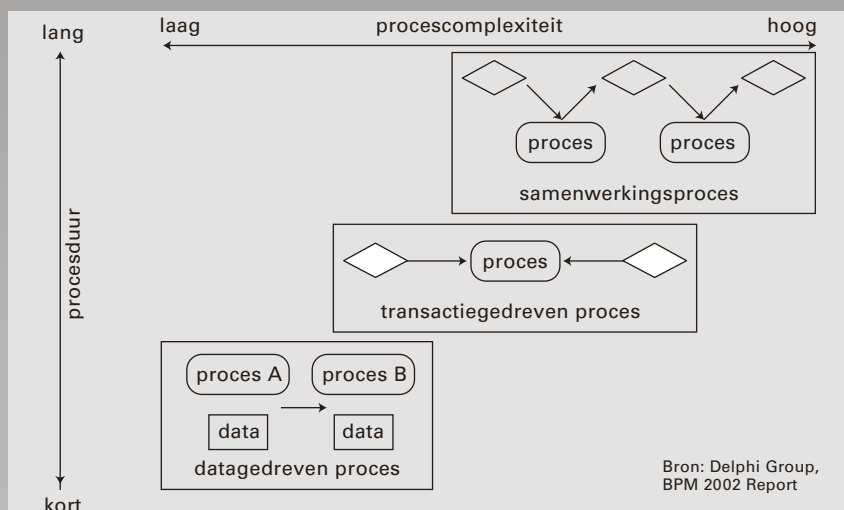 lang
laag procescomplexiteit hoog
proces proces
samenwerkingsproces
procesduur
proces
transactiegedreven proces
proces A proces B
data data
datagedreven proces
Bron: Delphi Group,
BPM 2002 Report
kort